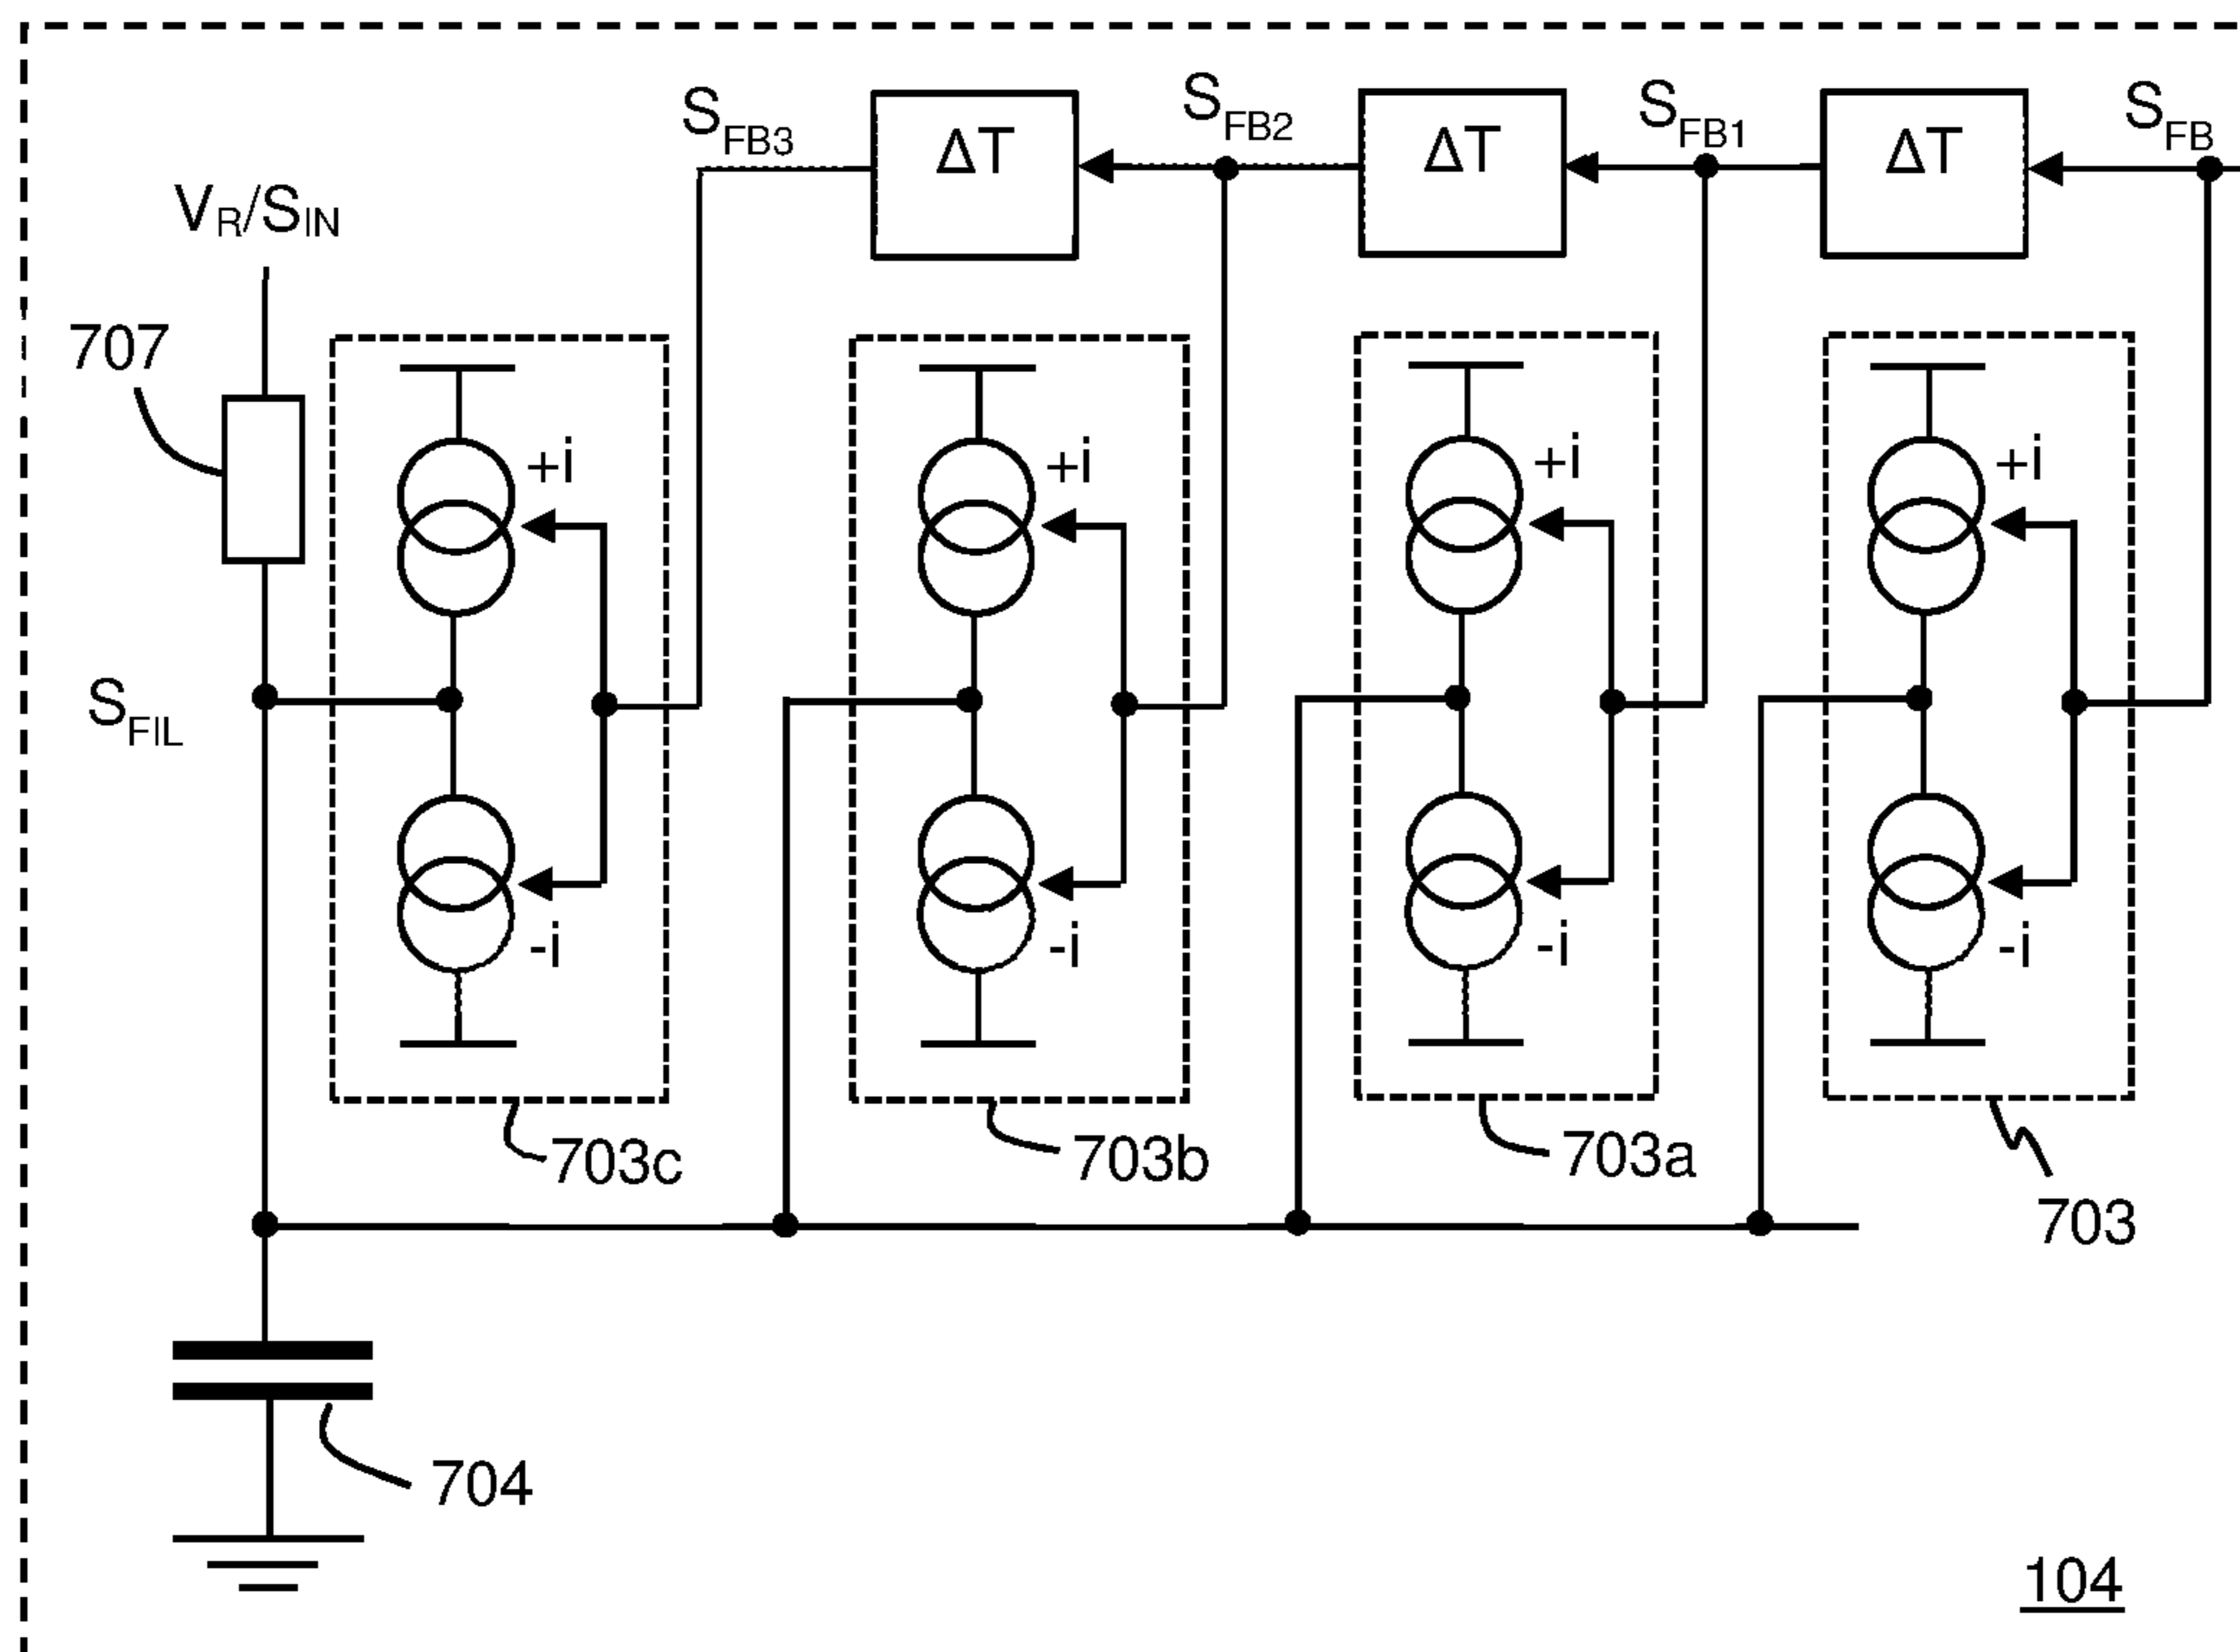 SFB3
ΔT
SFB2
ΔT
SFB1
ΔT
SFB
VR/SIN
707
+i
+i
+i
+i
SFIL
-i
-i
-i
-i
703c
703b
703a
703
704
104